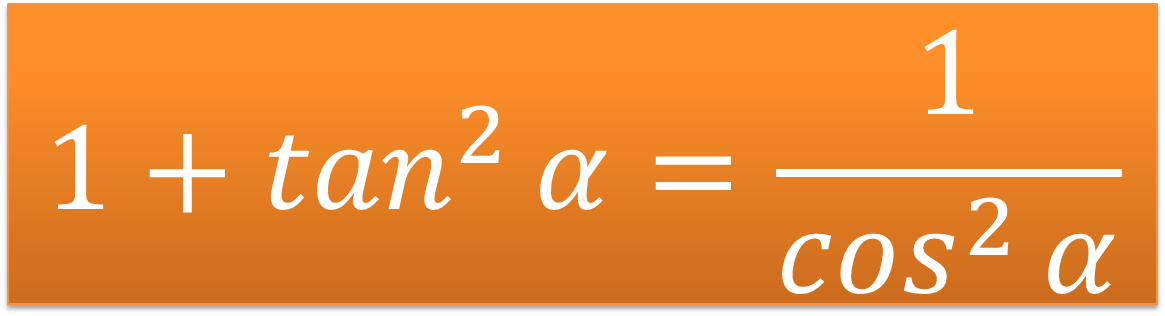 1 + tan² α = 1/cos² α